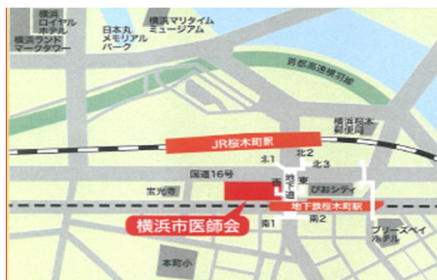 横浜
ロイヤル
ホテル
横浜ランド
マークタワー
日本丸
メモリアル
パーク
横浜マリタイム
ミュージアム
首都高速横羽線
横浜桜木
郵便局
JR桜木町駅
北1
北2
北3
国道16号
西
東
地下道
宝光寺
ぴおシティ
地下鉄桜木町駅
横浜市医師会
南1
南2
ブリーズベイ
ホテル
本町小